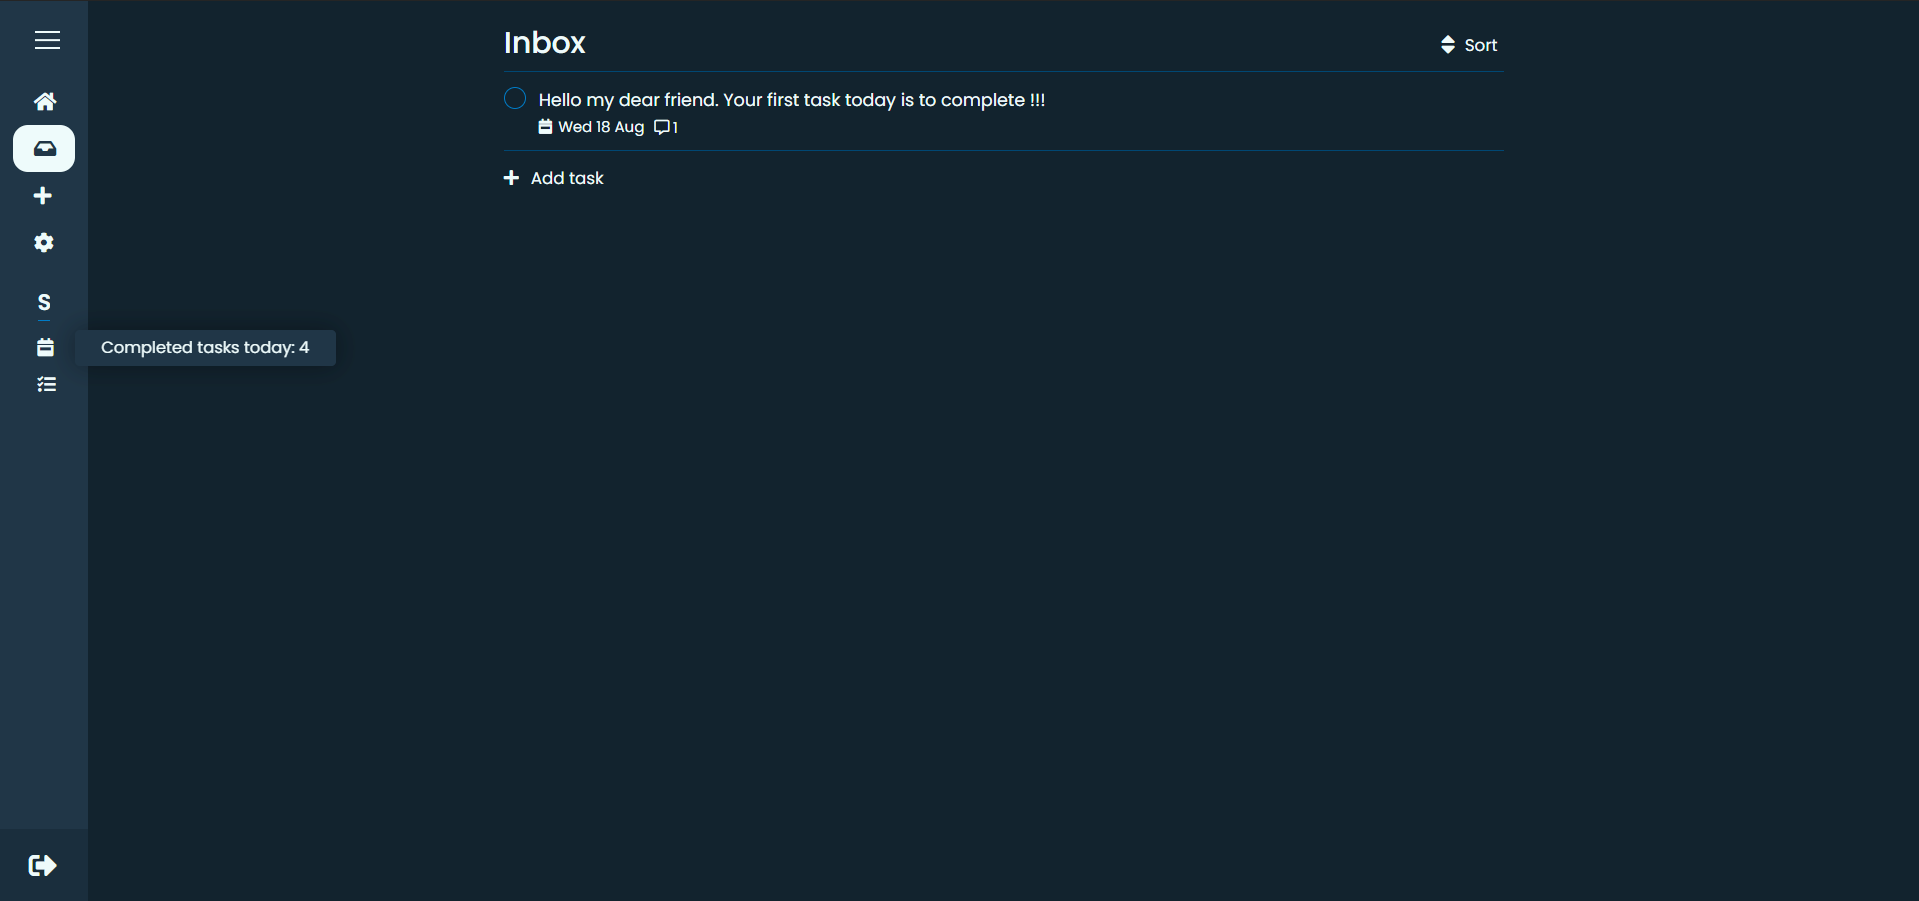 Inbox
Sort
Hello my dear friend. Your first task today is to complete !!!
Wed 18 Aug 1
Add task
S
Completed tasks today: 4